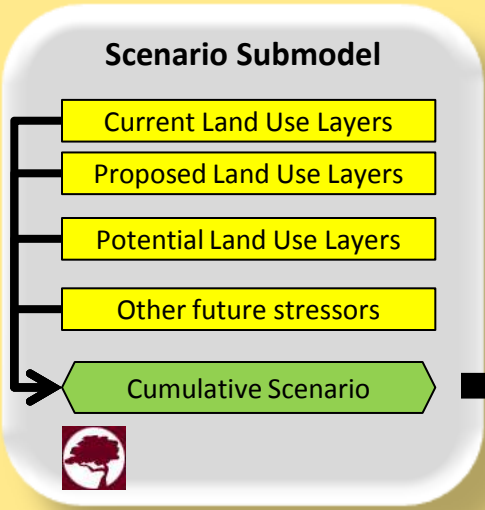 Scenario Submodel
Current Land Use Layers
Proposed Land Use Layers
Potential Land Use Layers
Other future stressors
Cumulative Scenario